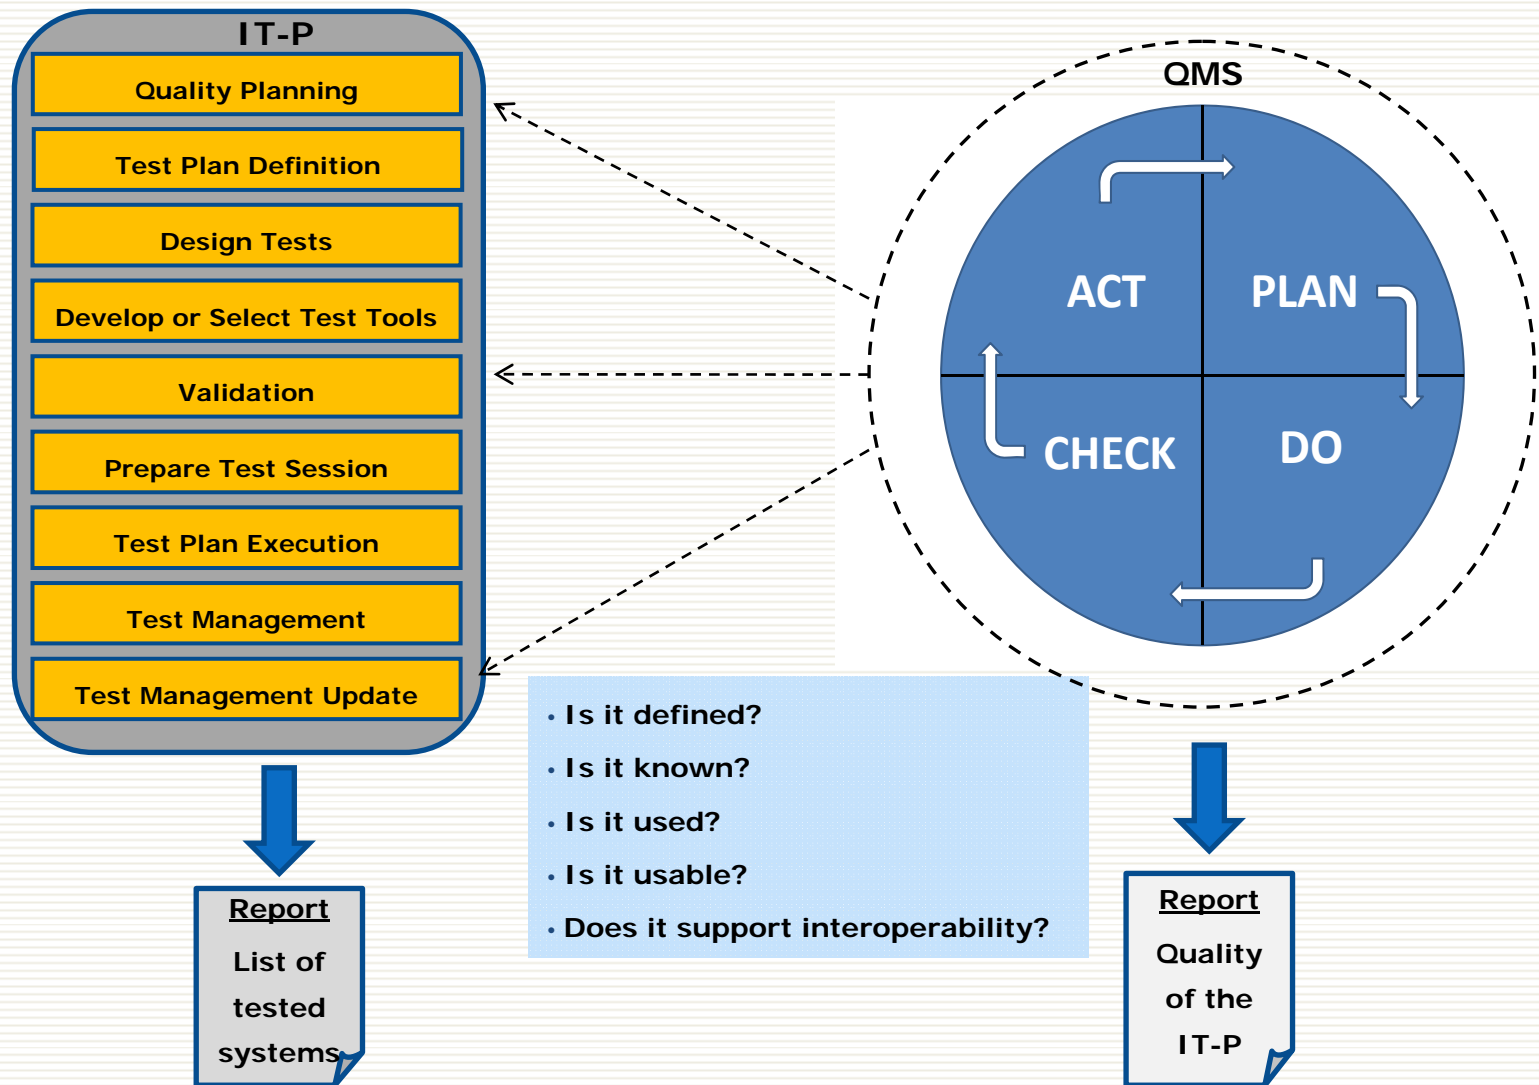 IT-P
Quality Planning
Test Plan Definition
Design Tests
Develop or Select Test Tools
Validation
Prepare Test Session
Test Plan Execution
Test Management
Test Management Update
Report
List of
tested
systems
QMS
ACT
PLAN
CHECK
DO
• Is it defined?
• Is it known?
• Is it used?
• Is it usable?
• Does it support interoperability?
Report
Quality
of the
IT-P